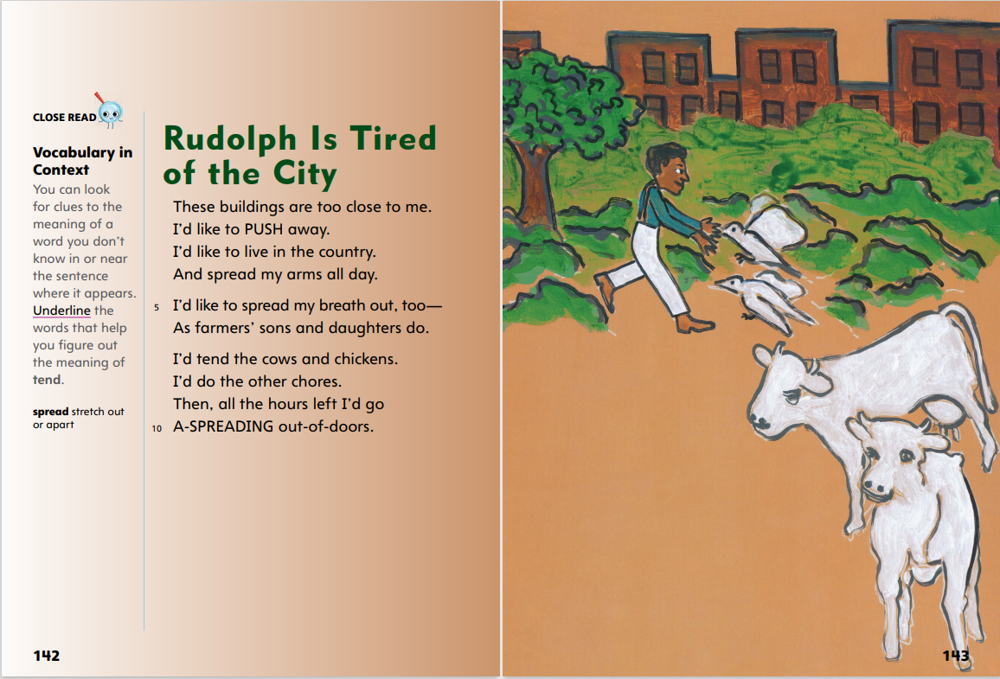 CLOSE READ
Vocabulary in
Context
You can look
for clues to the
meaning of a
word you don't
know in or near
the sentence
where it appears.
Underline the
words that help
you figure out
the meaning of
tend.
spread stretch out
or apart
Rudolph Is Tired
of the City
These buildings are too close to me.
I'd like to PUSH away.
I'd like to live in the country.
And spread my arms all day.
5 I'd like to spread my breath out, too—
As farmers' sons and daughters do.
I'd tend the cows and chickens.
I'd do the other chores.
Then, all the hours left I'd go
10 A-SPREADING out-of-doors.
142
143